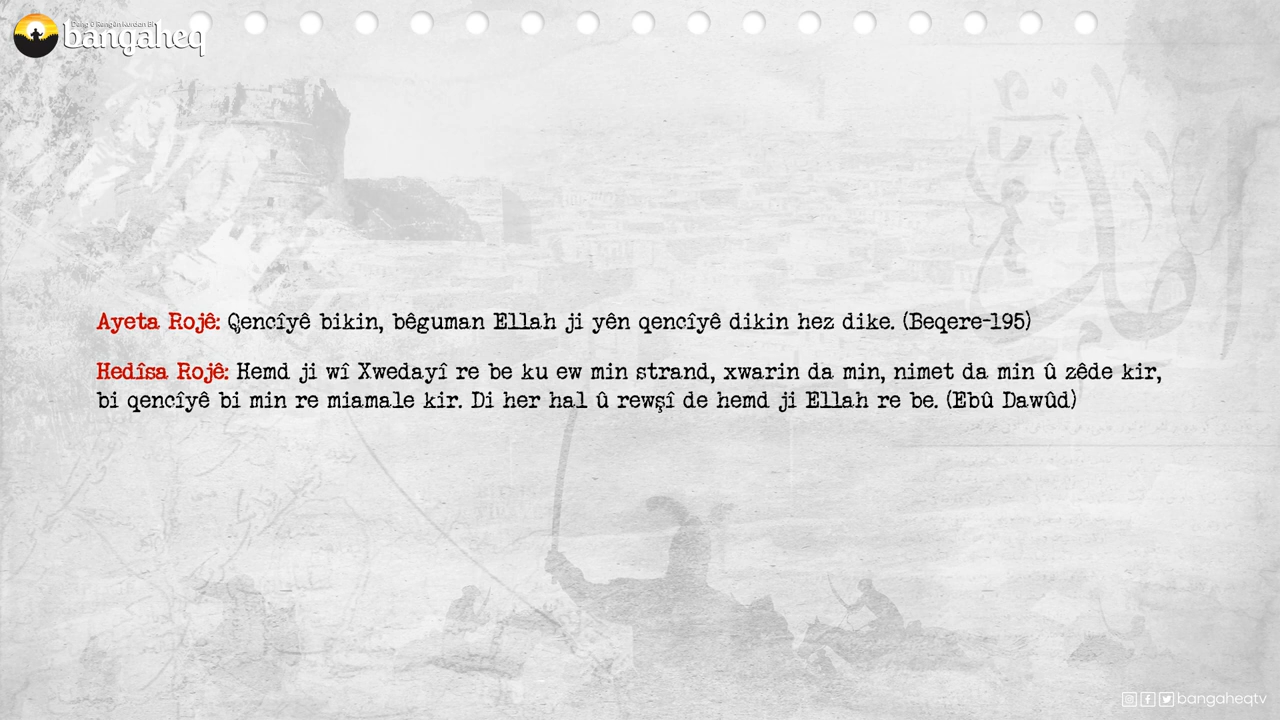 bangaheq
Ayeta Rojê: Qencîyê bikin, bêguman Ellah ji yên qencîyê dikin hez dike. (Beqere-195)
Hedîsa Rojê: Hemd ji wî Xwedayî re be ku ew min strand, xwarin da min, nimet da min û zêde kir,
bi qencîyê bi min re miamale kir. Di her hal û rewşî de hemd ji Ellah re be. (Ebû Dawûd)
bangaheqtv